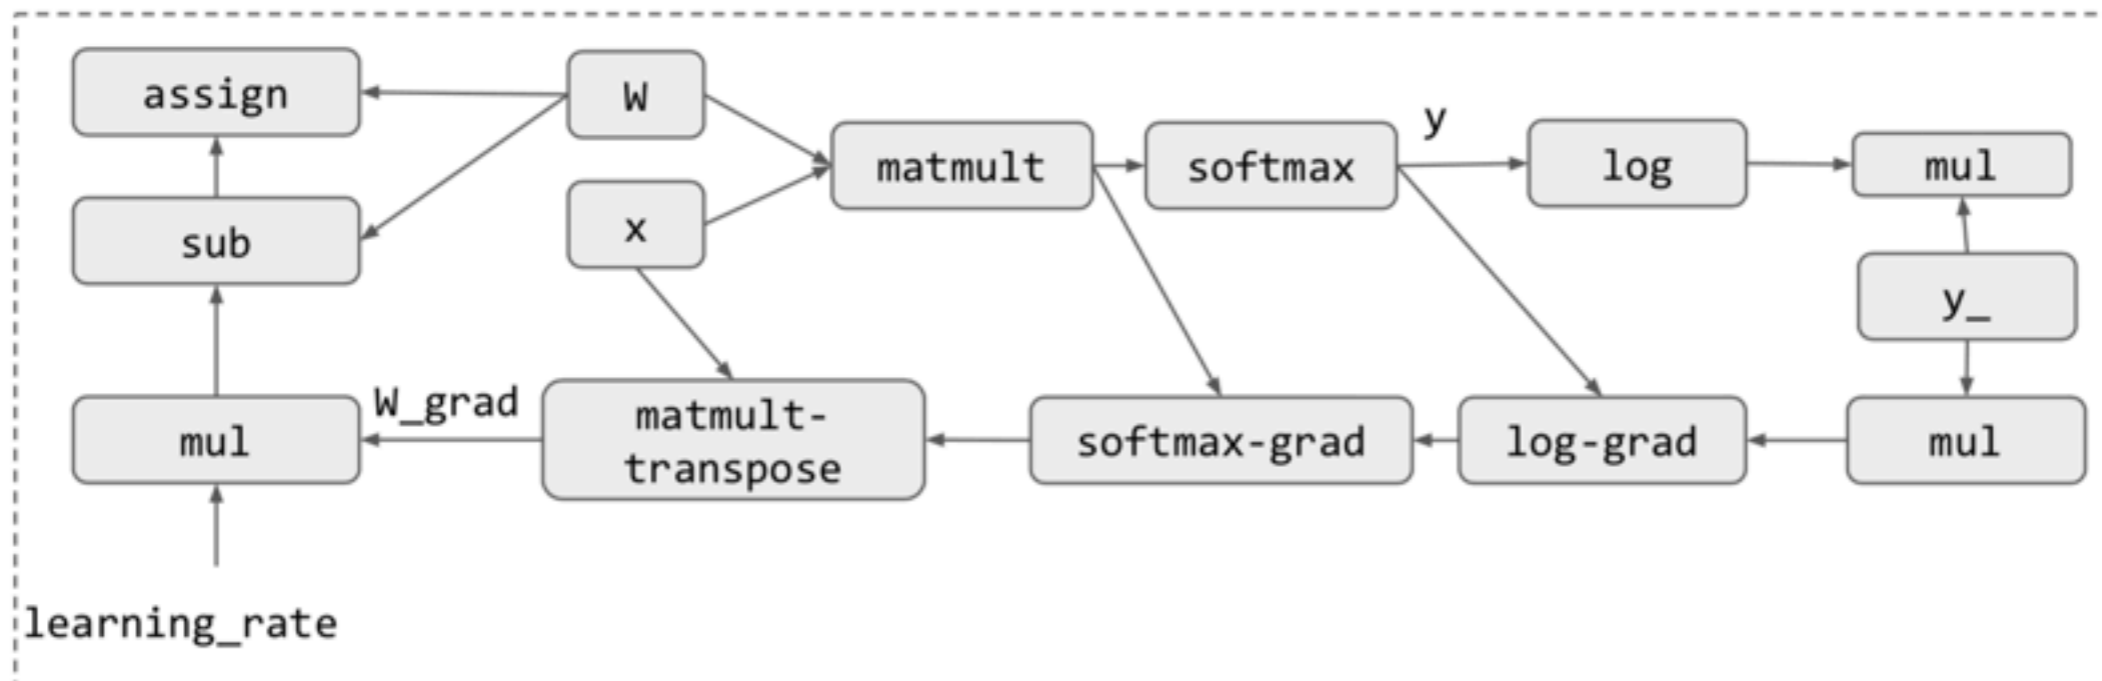 assign
W
y
matmult
softmax
log
mul
x
sub
y_
W_grad
matmult-
transpose
mul
softmax-grad
log-grad
mul
learning_rate